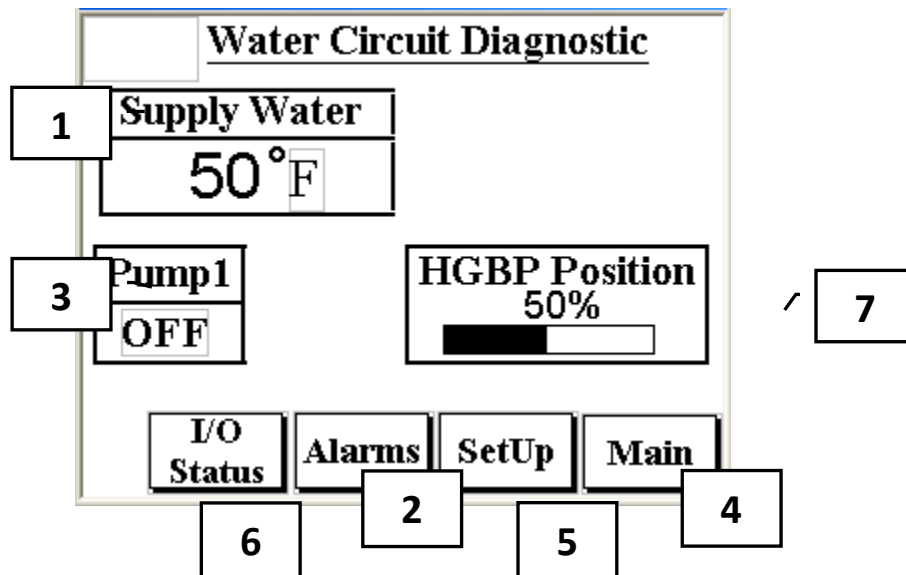 Water Circuit Diagnostic
1
Supply Water
50°F
3
Pump1
OFF
HGBP Position
50%
7
I/O
Status
Alarms
SetUp
Main
6
2
5
4